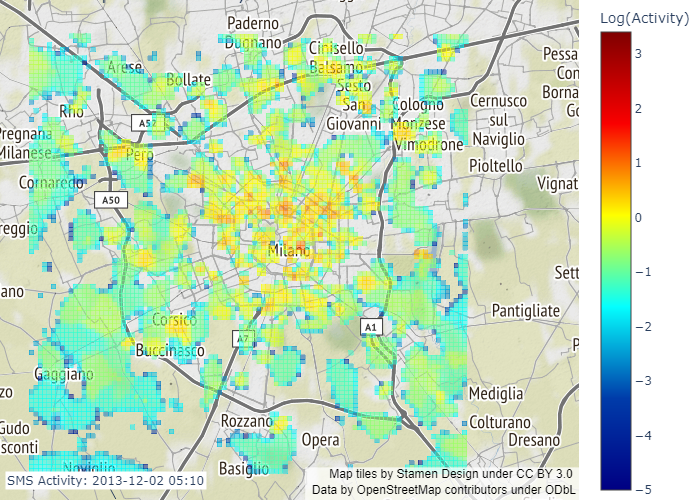 Log(Activity)
Paderno
Dugnano
Cinisello
Balsamo
Pessa
Con
Borna
Go
Arese
Bollate
Sesto
San
Giovanni
Cologno
Monzese
Cernusco
sul
Naviglio
Rho
A52
Pregnana
Milanese
Pero
Vimodrone
Pioltello
Cornaredo
Vignat
A50
reggio
Milano
Sett
ano
Pantigliate
Corsico
A7
A1
P
Buccinasco
Gaggiano
zo
Mediglia
Rozzano
Colturano
Gudo
sconti
Opera
Dresano
Noviglio
Basiglio
SMS Activity: 2013-12-02 05:10
Map tiles by Stamen Design under CC BY 3.0
Data by OpenStreetMap contributors under ODbL
3
2
1
0
−1
−2
−3
−4
−5